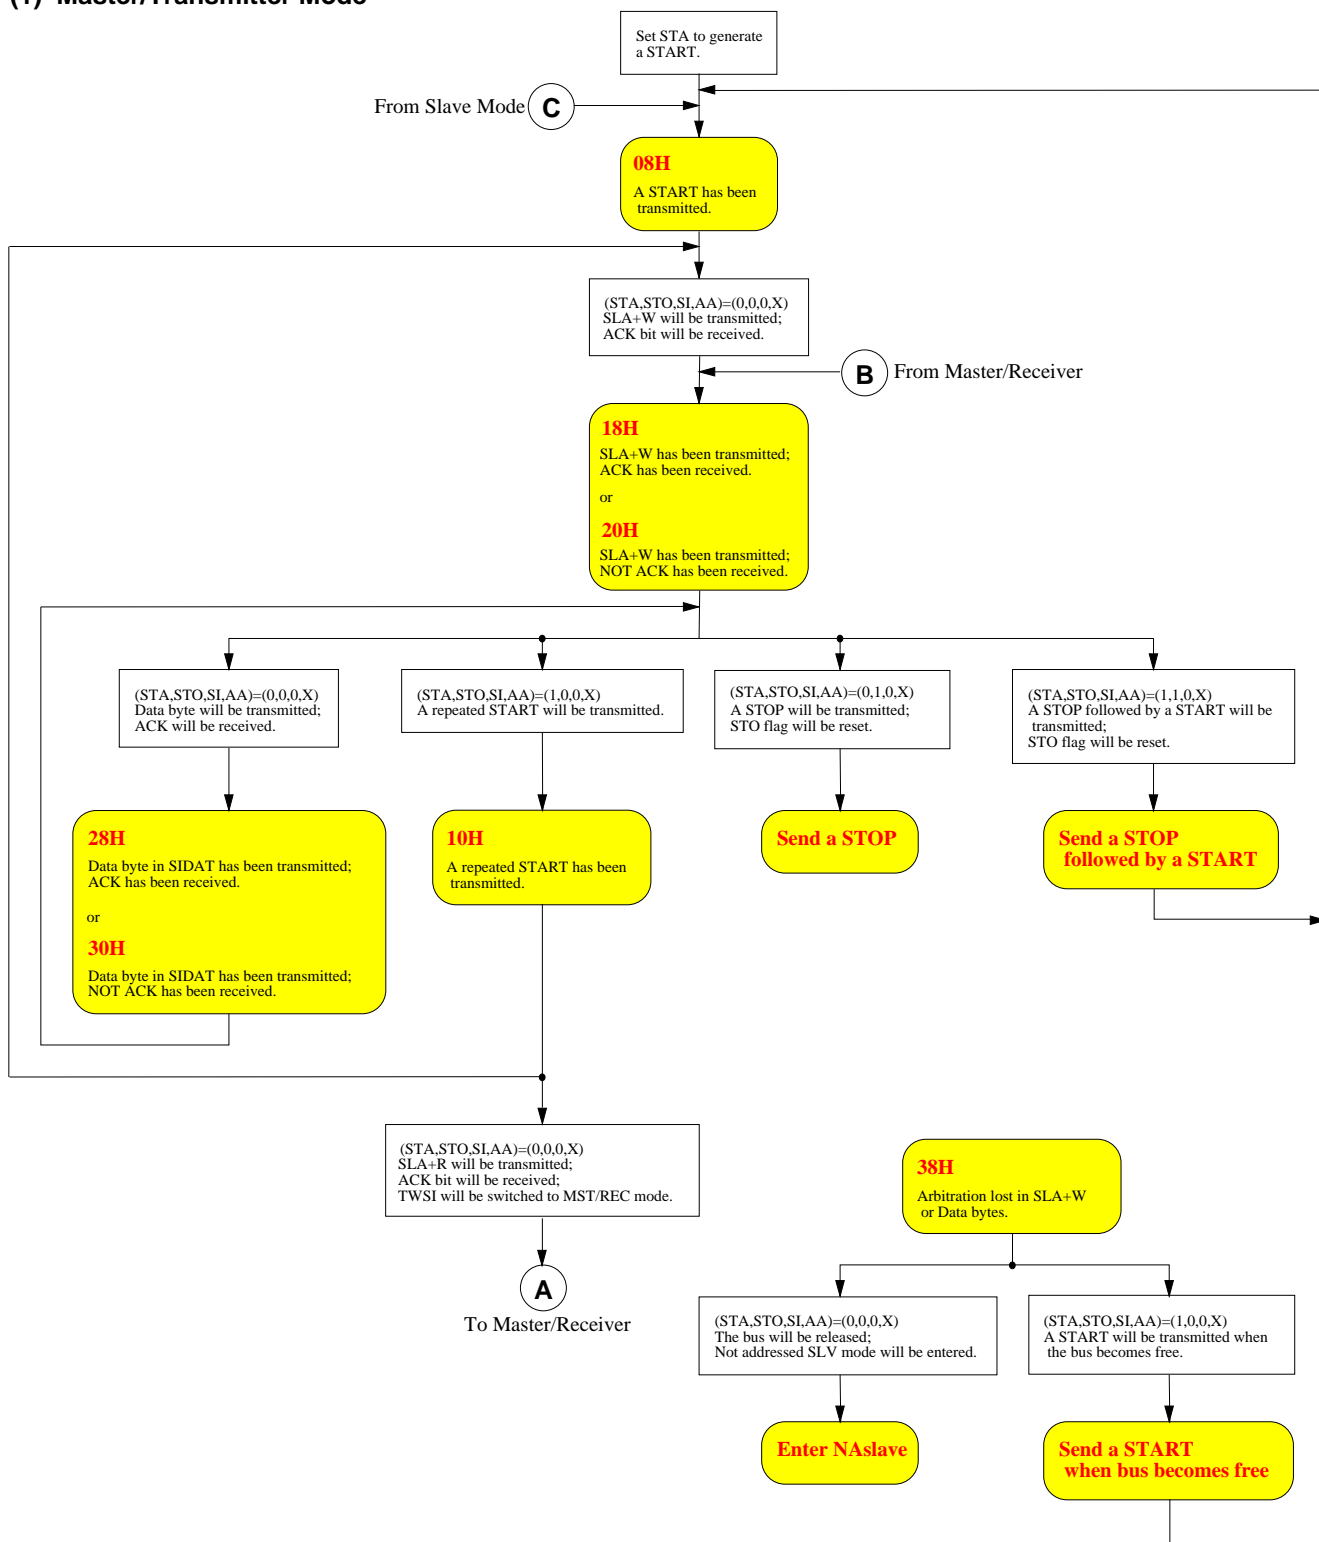 (1) Master/Transmitter Mode
Set STA to generate
a START.
From Slave Mode
C
08H
A START has been
transmitted.
(STA,STO,SI,AA)=(0,0,0,X)
SLA+W will be transmitted;
ACK bit will be received.
B
From Master/Receiver
18H
SLA+W has been transmitted;
ACK has been received.
or
20H
SLA+W has been transmitted;
NOT ACK has been received.
(STA,STO,SI,AA)=(0,0,0,X)
Data byte will be transmitted;
ACK will be received.
(STA,STO,SI,AA)=(1,0,0,X)
A repeated START will be transmitted.
(STA,STO,SI,AA)=(0,1,0,X)
A STOP will be transmitted;
STO flag will be reset.
(STA,STO,SI,AA)=(1,1,0,X)
A STOP followed by a START will be
transmitted;
STO flag will be reset.
28H
Data byte in SIDAT has been transmitted;
ACK has been received.
or
30H
Data byte in SIDAT has been transmitted;
NOT ACK has been received.
10H
A repeated START has been
transmitted.
Send a STOP
Send a STOP
followed by a START
(STA,STO,SI,AA)=(0,0,0,X)
SLA+R will be transmitted;
ACK bit will be received;
TWSI will be switched to MST/REC mode.
A
To Master/Receiver
38H
Arbitration lost in SLA+W
or Data bytes.
(STA,STO,SI,AA)=(0,0,0,X)
The bus will be released;
Not addressed SLV mode will be entered.
(STA,STO,SI,AA)=(1,0,0,X)
A START will be transmitted when
the bus becomes free.
Enter NAslave
Send a START
when bus becomes free